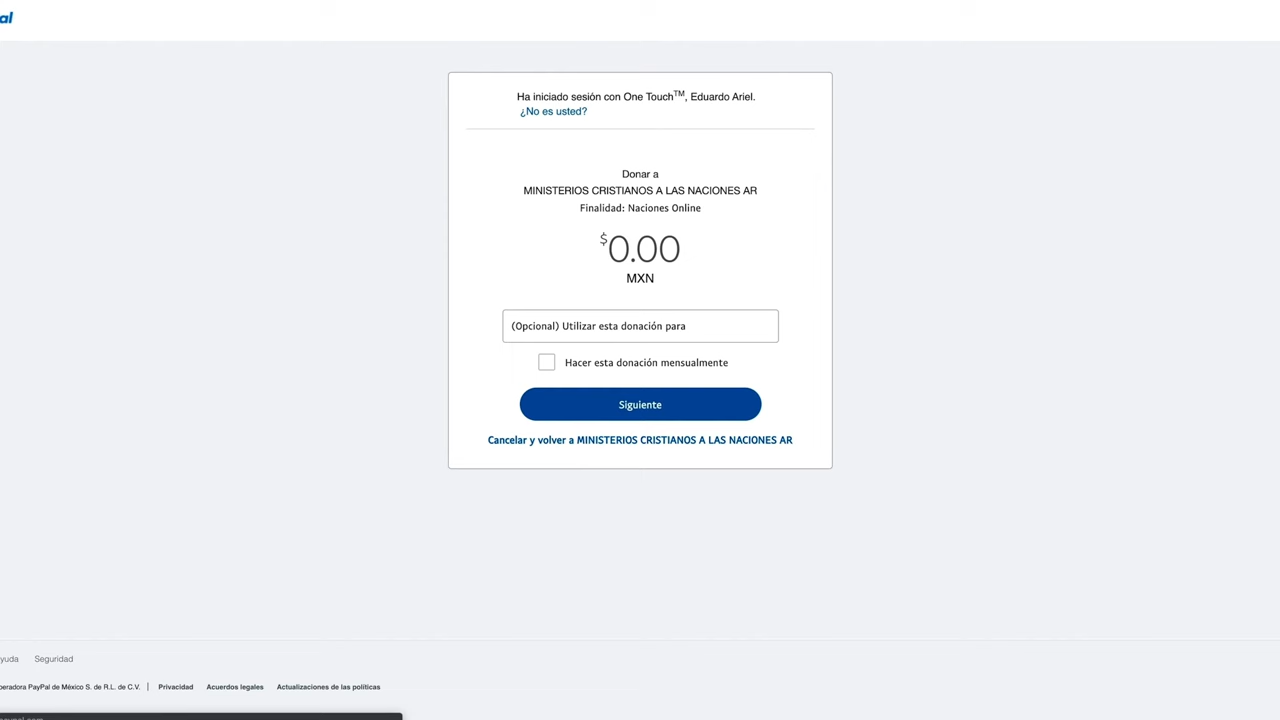 al
Ha iniciado sesión con One Touch™, Eduardo Ariel.
¿No es usted?
Donar a
MINISTERIOS CRISTIANOS A LAS NACIONES AR
Finalidad: Naciones Online
$0.00
MXN
(Opcional) Utilizar esta donación para
Hacer esta donación mensualmente
Siguiente
Cancelar y volver a MINISTERIOS CRISTIANOS A LAS NACIONES AR
yuda Seguridad
peradora PayPal de México S. de R.L. de C.V. | Privacidad Acuerdos legales Actualizaciones de las políticas